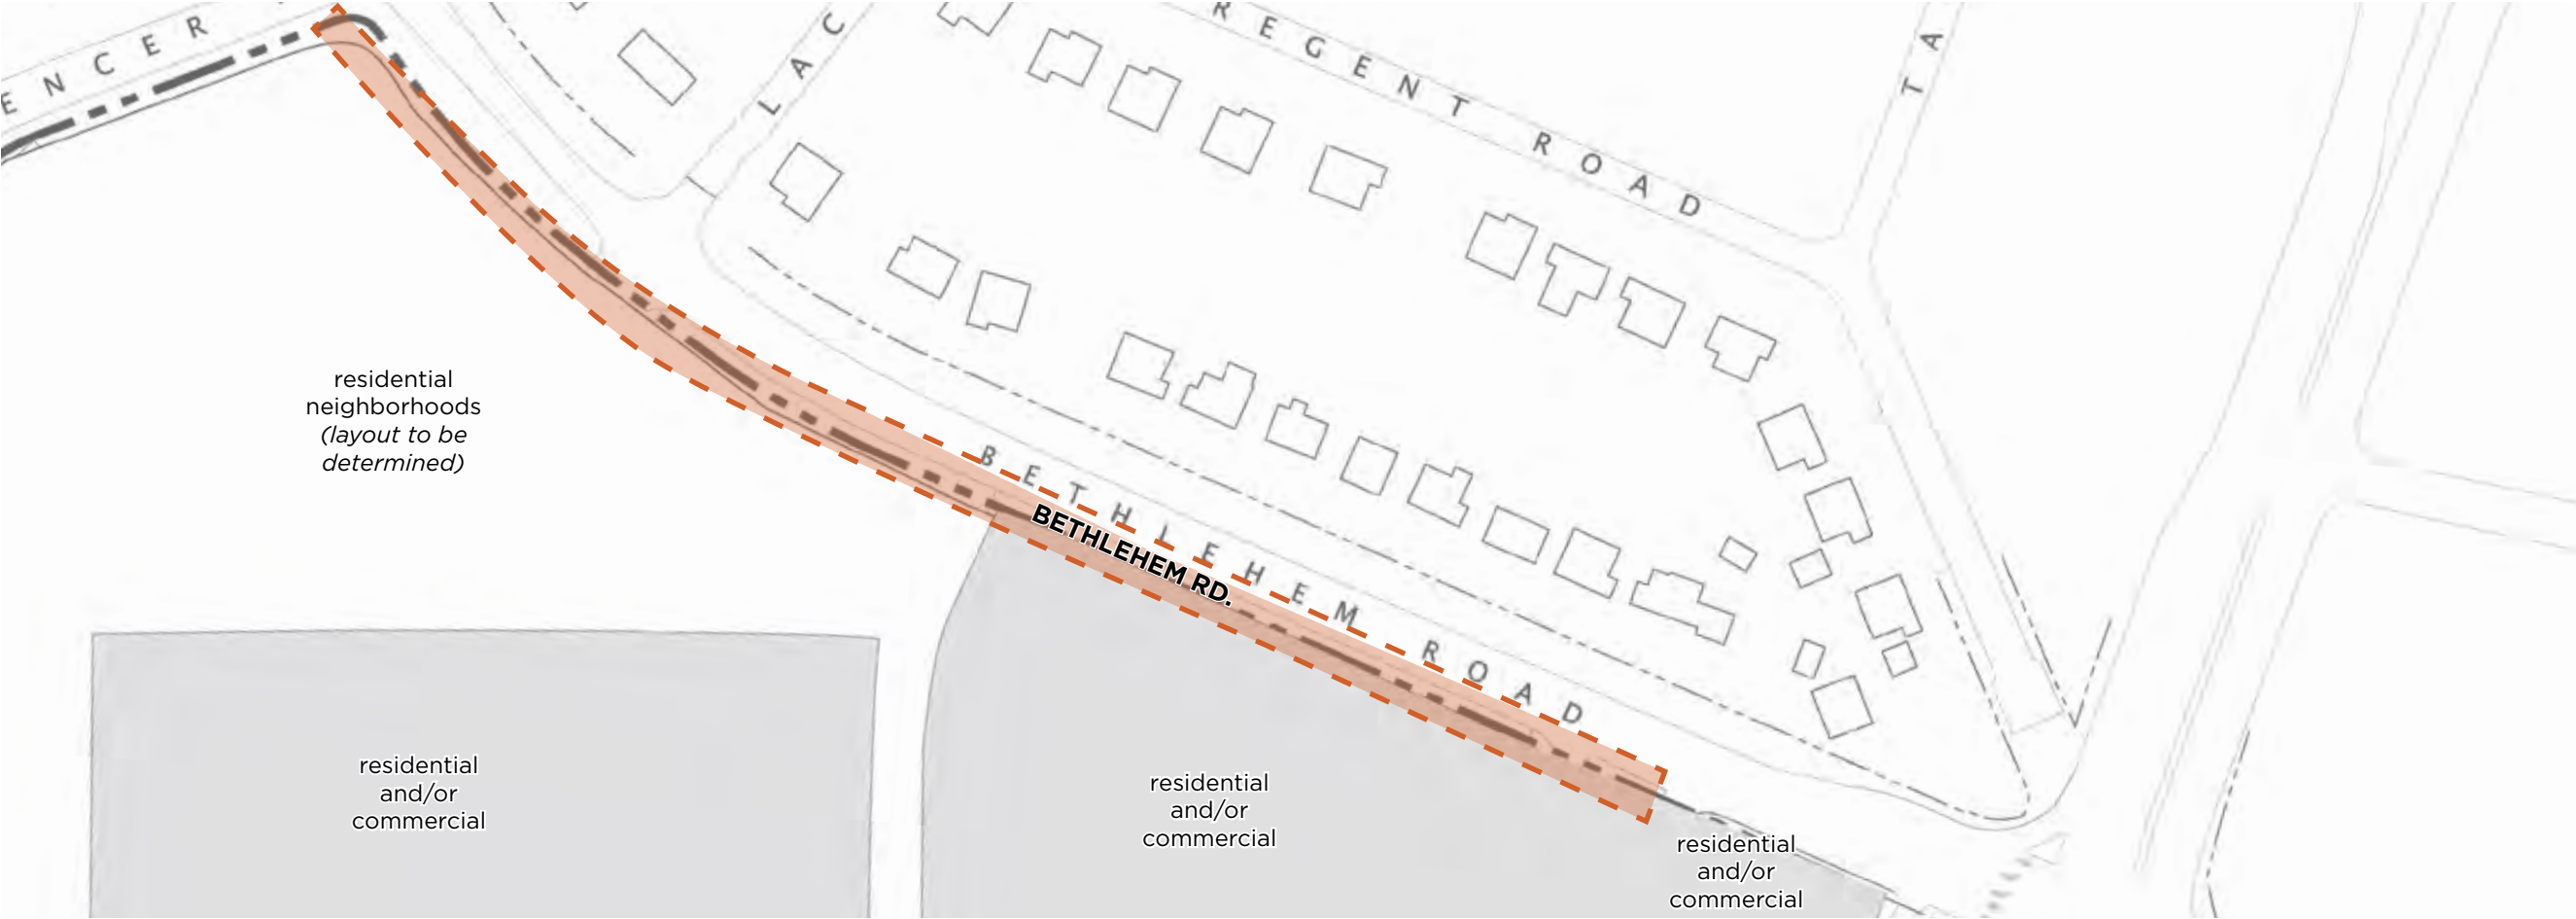 ENCER
LAC
REGENT ROAD
TA
residential
neighborhoods
(layout to be
determined)
BETHLEHEM ROAD
BETHLEHEM RD.
residential
and/or
commercial
residential
and/or
commercial
residential
and/or
commercial